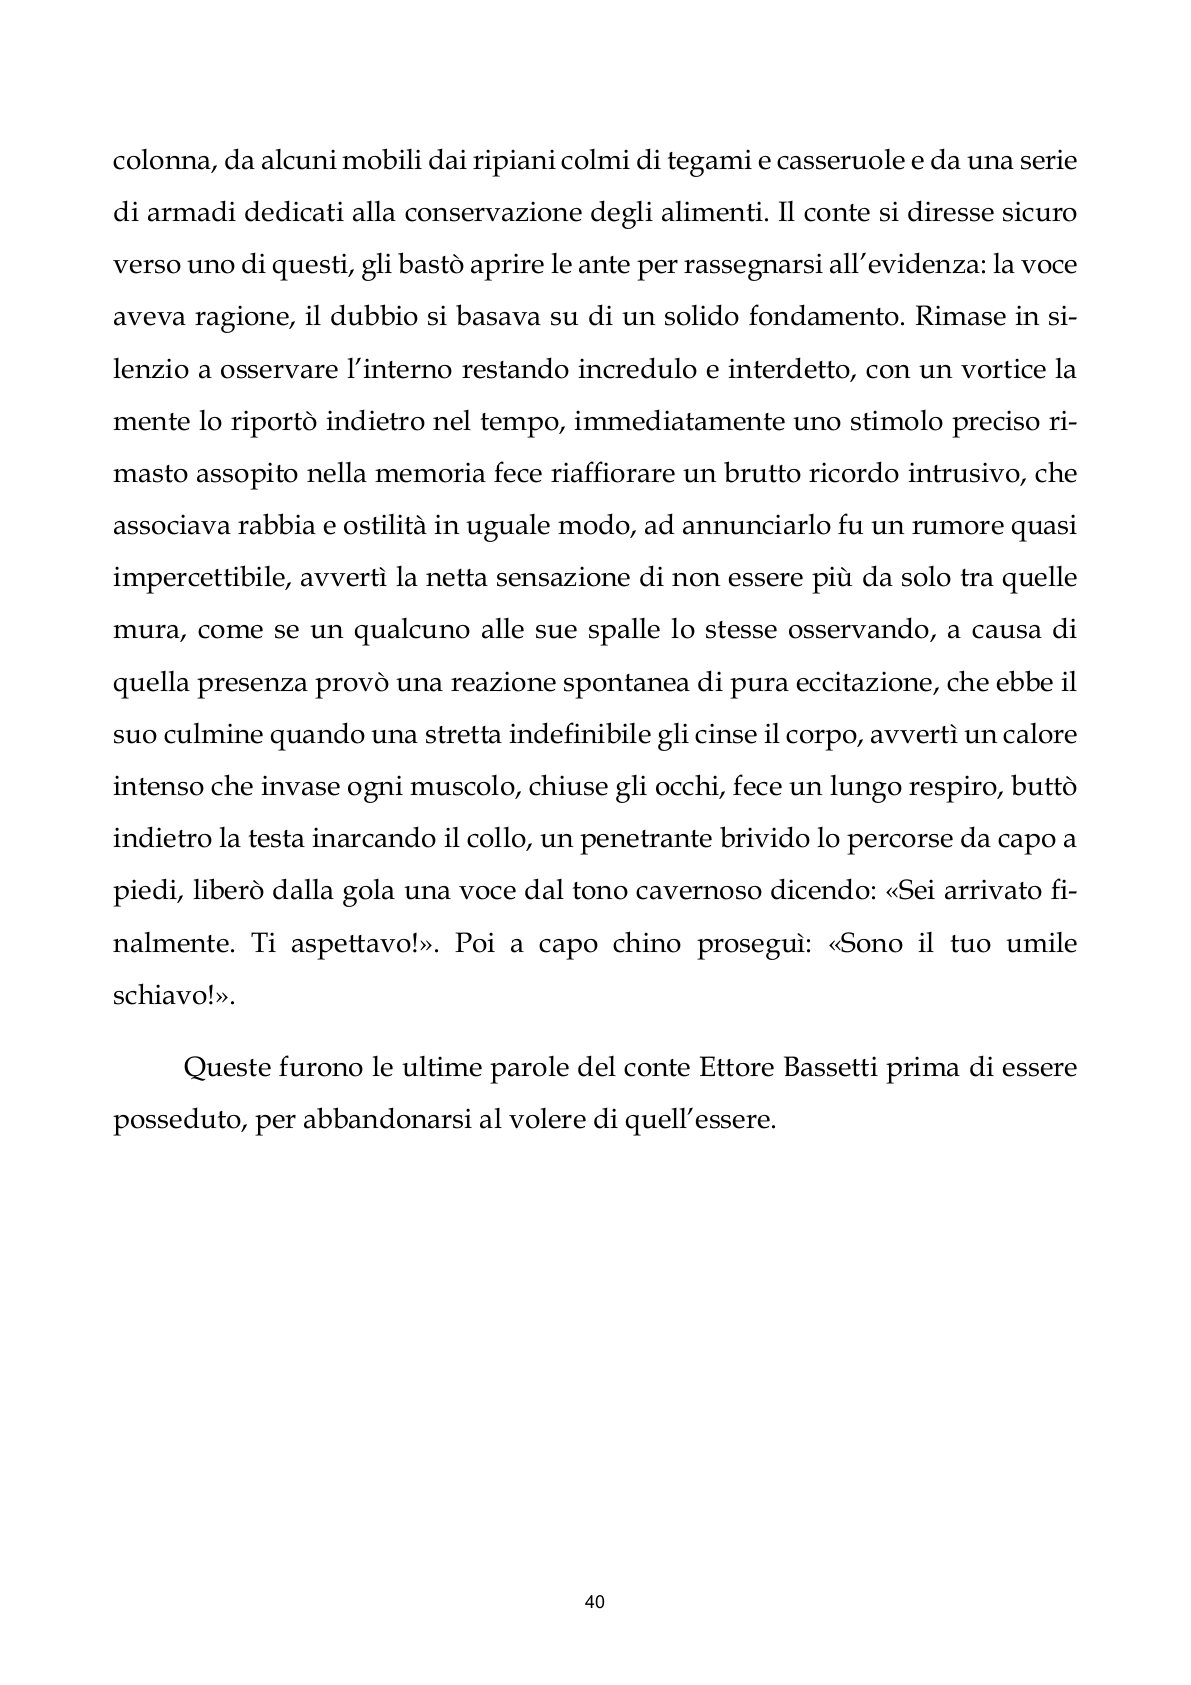 colonna, da alcuni mobili dai ripiani colmi di tegami e casseruole e da una serie
di armadi dedicati alla conservazione degli alimenti. Il conte si diresse sicuro
verso uno di questi, gli bastò aprire le ante per rassegnarsi all’evidenza: la voce
aveva ragione, il dubbio si basava su di un solido fondamento. Rimase in si-
lenzio a osservare l’interno restando incredulo e interdetto, con un vortice la
mente lo riportò indietro nel tempo, immediatamente uno stimolo preciso ri-
masto assopito nella memoria fece riaffiorare un brutto ricordo intrusivo, che
associava rabbia e ostilità in uguale modo, ad annunciarlo fu un rumore quasi
impercettibile, avvertì la netta sensazione di non essere più da solo tra quelle
mura, come se un qualcuno alle sue spalle lo stesse osservando, a causa di
quella presenza provò una reazione spontanea di pura eccitazione, che ebbe il
suo culmine quando una stretta indefinibile gli cinse il corpo, avvertì un calore
intenso che invase ogni muscolo, chiuse gli occhi, fece un lungo respiro, buttò
indietro la testa inarcando il collo, un penetrante brivido lo percorse da capo a
piedi, liberò dalla gola una voce dal tono cavernoso dicendo: «Sei arrivato fi-
nalmente. Ti aspettavo!». Poi a capo chino proseguì: «Sono il tuo umile
schiavo!».
Queste furono le ultime parole del conte Ettore Bassetti prima di essere
posseduto, per abbandonarsi al volere di quell’essere.
40